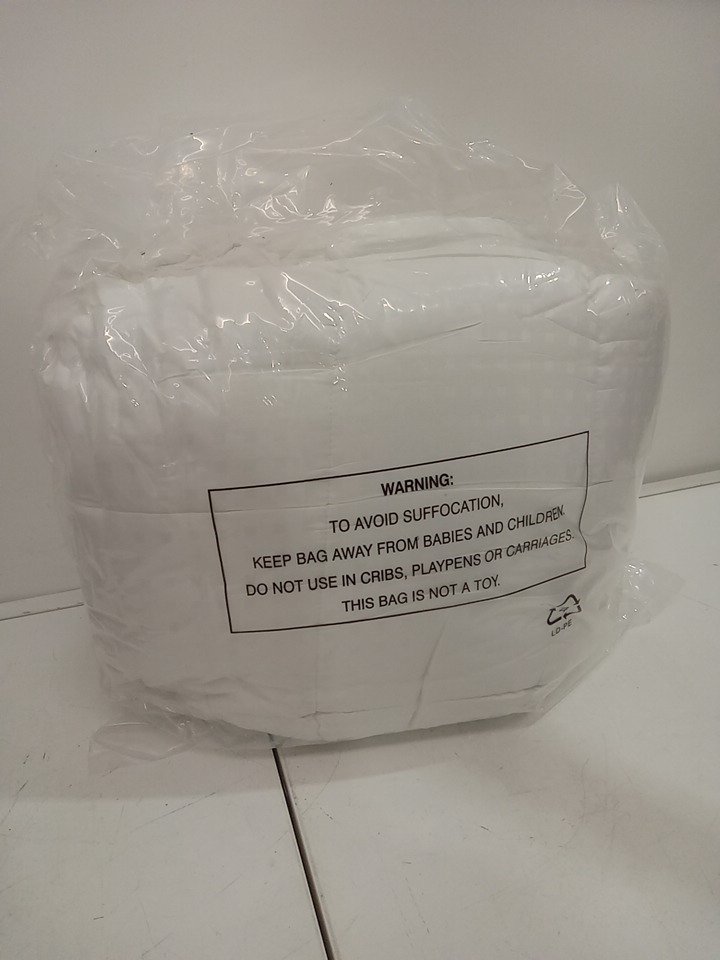 WARNING:
TO AVOID SUFFOCATION,
KEEP BAG AWAY FROM BABIES AND CHILDREN.
DO NOT USE IN CRIBS, PLAYPENS OR CARRIAGES.
THIS BAG IS NOT A TOY.
LD-PE